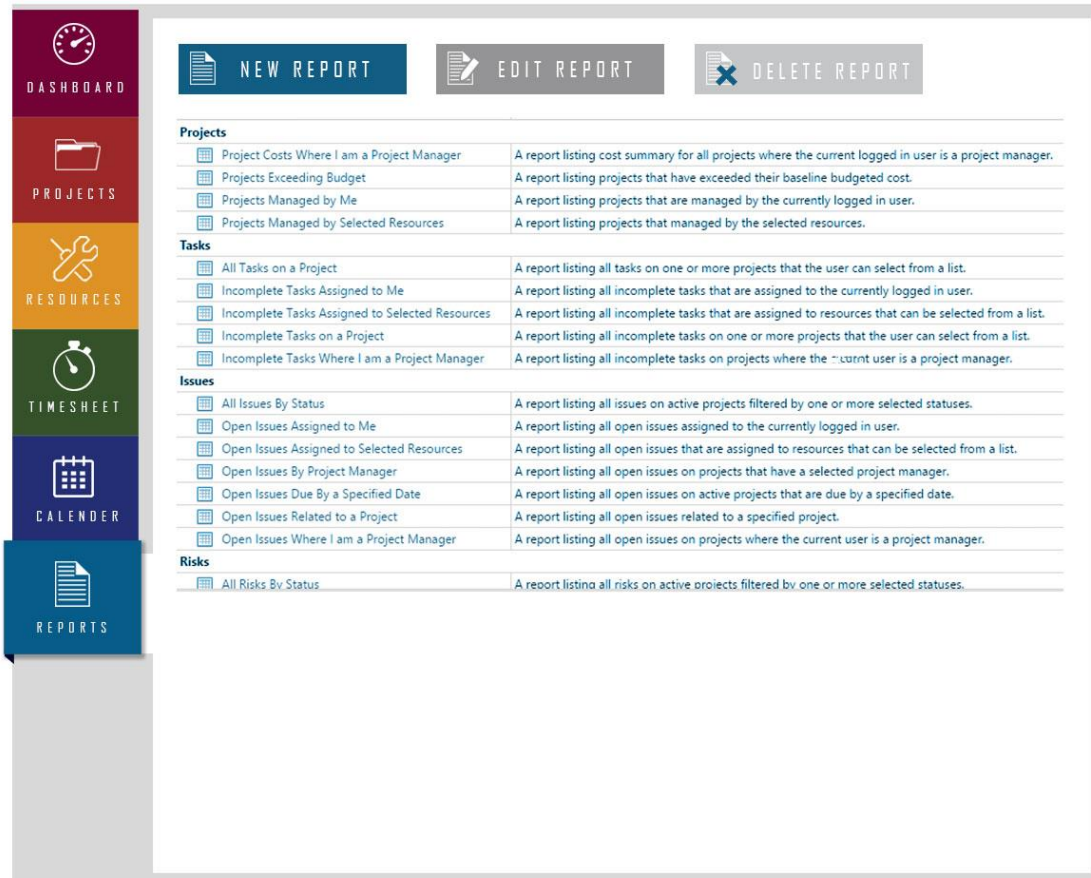 DASHBOARD
PROJECTS
RESOURCES
TIMESHEET
CALENDER
REPORTS
NEW REPORT
EDIT REPORT
DELETE REPORT
Projects
Project Costs Where I am a Project Manager A report listing cost summary for all projects where the current logged in user is a project manager.
Projects Exceeding Budget A report listing projects that have exceeded their baseline budgeted cost.
Projects Managed by Me A report listing projects that are managed by the currently logged in user.
Projects Managed by Selected Resources A report listing projects that managed by the selected resources.
Tasks
All Tasks on a Project A report listing all tasks on one or more projects that the user can select from a list.
Incomplete Tasks Assigned to Me A report listing all incomplete tasks that are assigned to the currently logged in user.
Incomplete Tasks Assigned to Selected Resources A report listing all incomplete tasks that are assigned to resources that can be selected from a list.
Incomplete Tasks on a Project A report listing all incomplete tasks on one or more projects that the user can select from a list.
Incomplete Tasks Where I am a Project Manager A report listing all incomplete tasks on projects where the user is a project manager.
Issues
All Issues By Status A report listing all issues on active projects filtered by one or more selected statuses.
Open Issues Assigned to Me A report listing all open issues assigned to the currently logged in user.
Open Issues Assigned to Selected Resources A report listing all open issues that are assigned to resources that can be selected from a list.
Open Issues By Project Manager A report listing all open issues on projects that have a selected project manager.
Open Issues Due By a Specified Date A report listing all open issues on active projects that are due by a specified date.
Open Issues Related to a Project A report listing all open issues related to a specified project.
Open Issues Where I am a Project Manager A report listing all open issues on projects where the current user is a project manager.
Risks
All Risks By Status A report listing all risks on active projects filtered by one or more selected statuses.